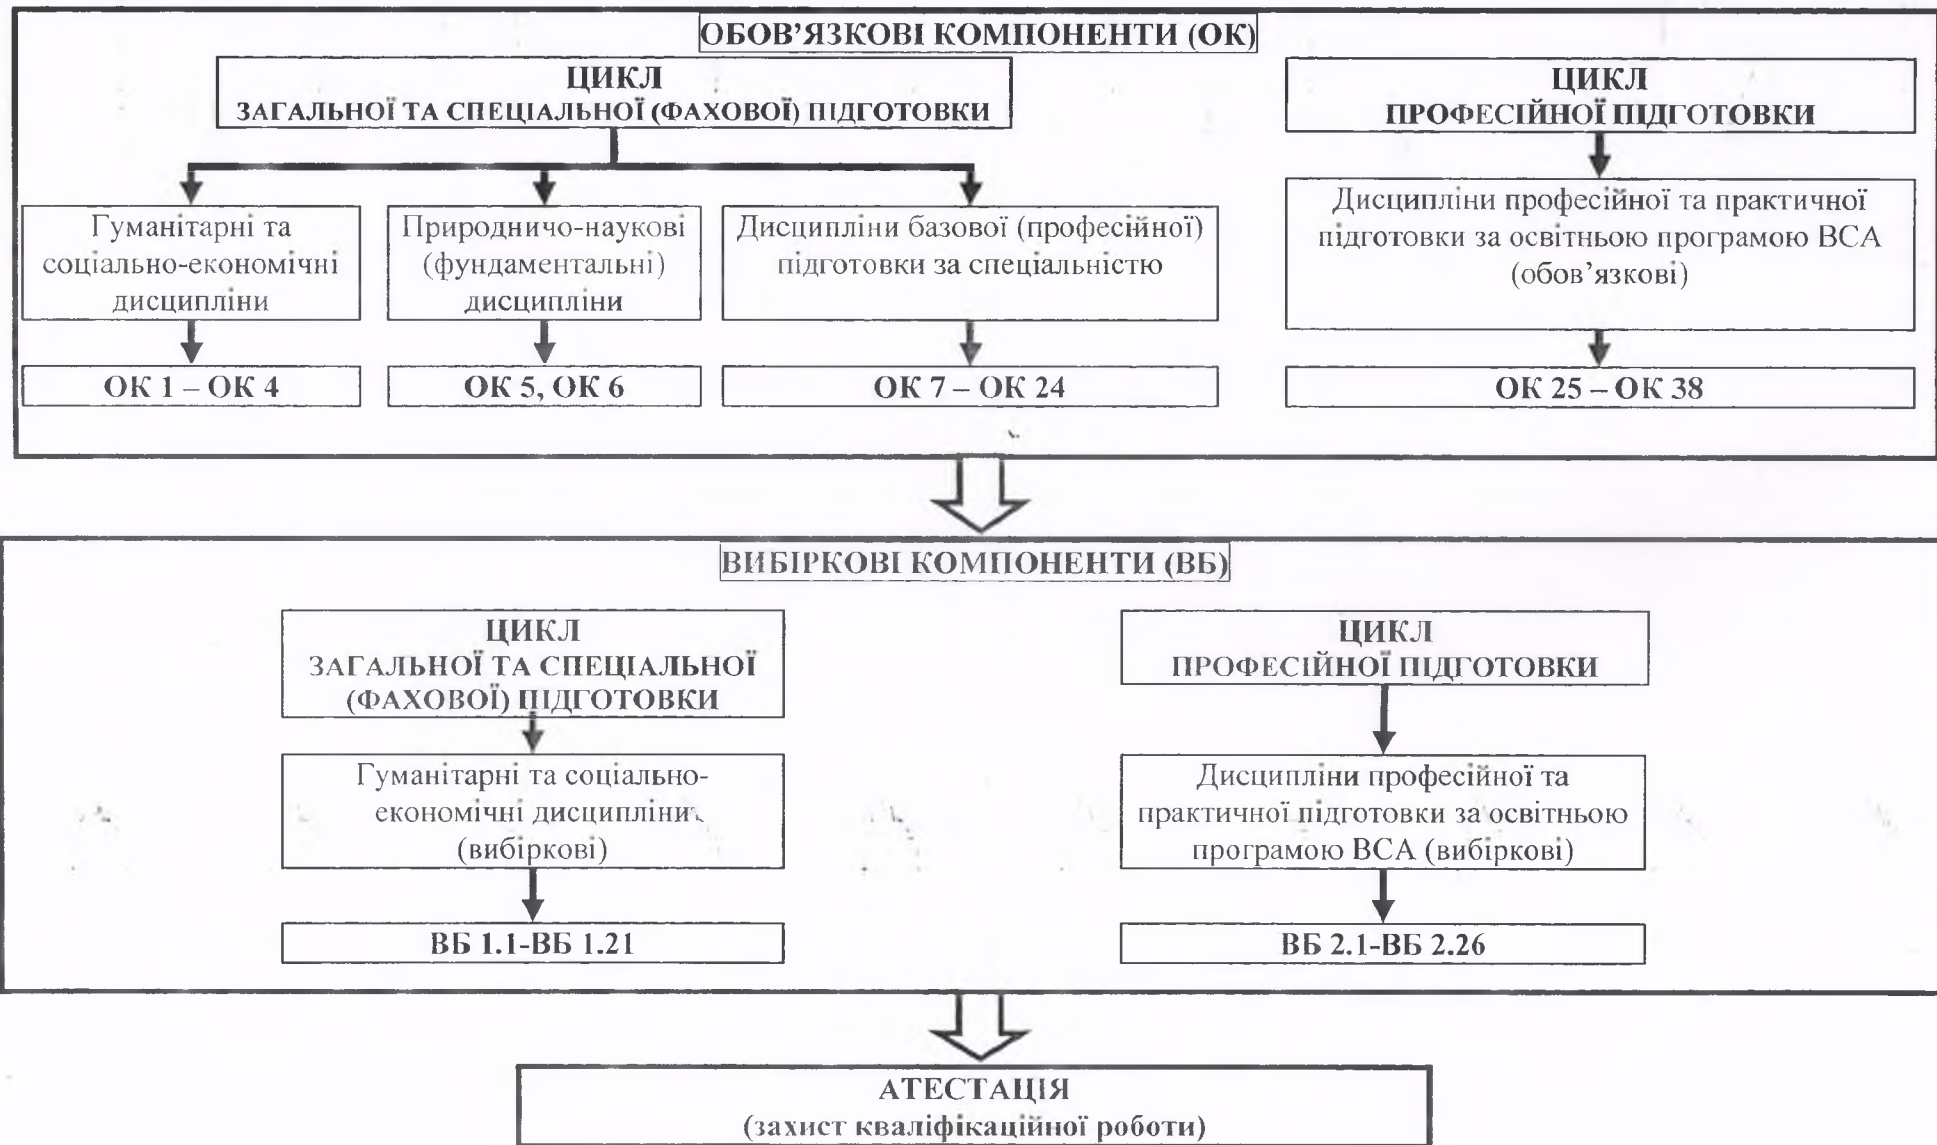 ОБОВ’ЯЗКОВІ КОМПОНЕНТИ (ОК)
ЦИКЛ
ЗАГАЛЬНОЇ ТА СПЕЦІАЛЬНОЇ (ФАХОВОЇ) ПІДГОТОВКИ
ЦИКЛ
ПРОФЕСІЙНОЇ ПІДГОТОВКИ
Гуманітарні та
соціально-економічні
дисципліни
Природничо-наукові
(фундаментальні)
дисципліни
Дисципліни базової (професійної)
підготовки за спеціальністю
Дисципліни професійної та практичної
підготовки за освітньою програмою ВСА
(обов’язкові)
ОК 1 – ОК 4
ОК 5, ОК 6
ОК 7 – ОК 24
ОК 25 – ОК 38
ВИБІРКОВІ КОМПОНЕНТИ (ВБ)
ЦИКЛ
ЗАГАЛЬНОЇ ТА СПЕЦІАЛЬНОЇ
(ФАХОВОЇ) ПІДГОТОВКИ
ЦИКЛ
ПРОФЕСІЙНОЇ ПІДГОТОВКИ
Гуманітарні та соціально-
економічні дисципліни
(вибіркові)
Дисципліни професійної та
практичної підготовки за освітньою
програмою ВСА (вибіркові)
ВБ 1.1-ВБ 1.21
ВБ 2.1-ВБ 2.26
АТЕСТАЦІЯ
(захист кваліфікаційної роботи)